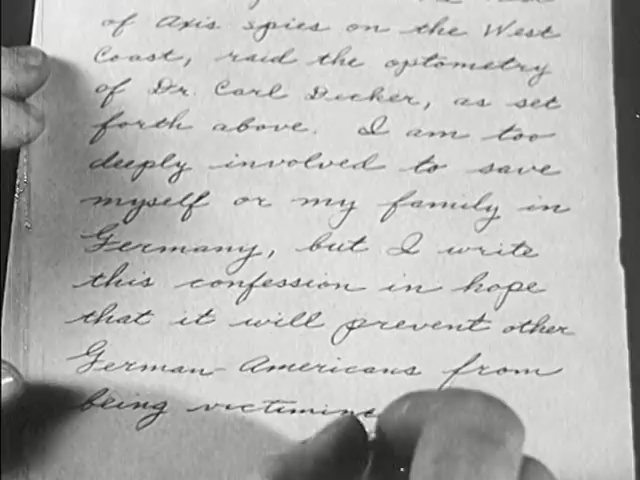 of Axis spies on the West
Coast, raid the optometry
of Dr. Carl Decker, as set
forth above. I am too
deeply involved to save
myself or my family in
Germany, but I write
this confession in hope
that it will prevent other
German-Americans from
being